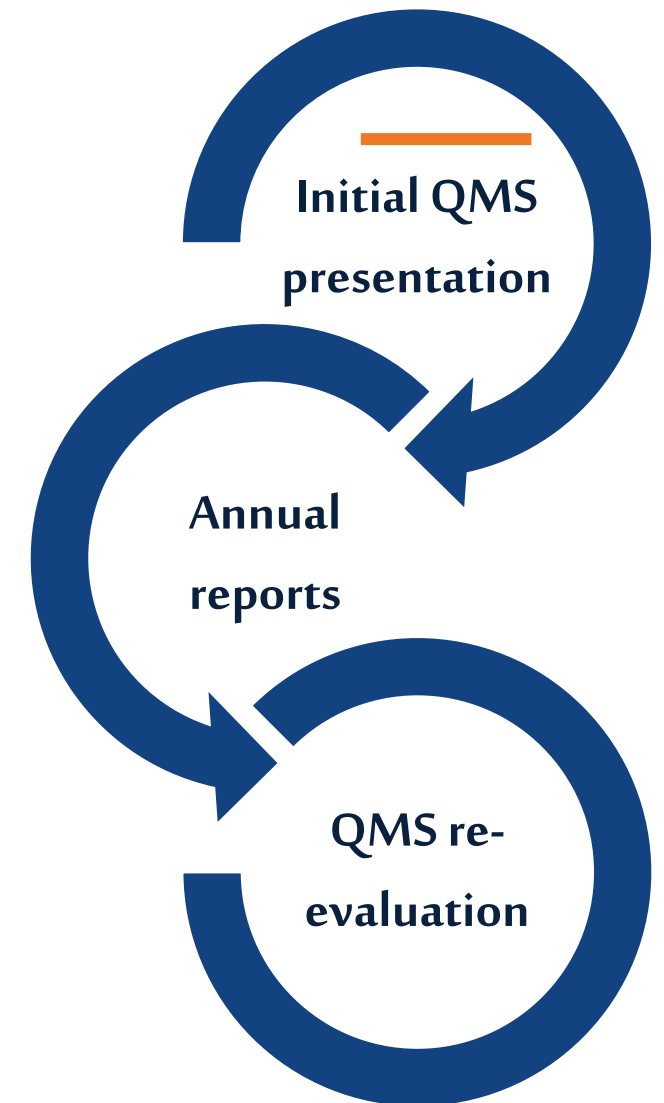 Initial QMS
presentation
Annual
reports
QMS re-
evaluation